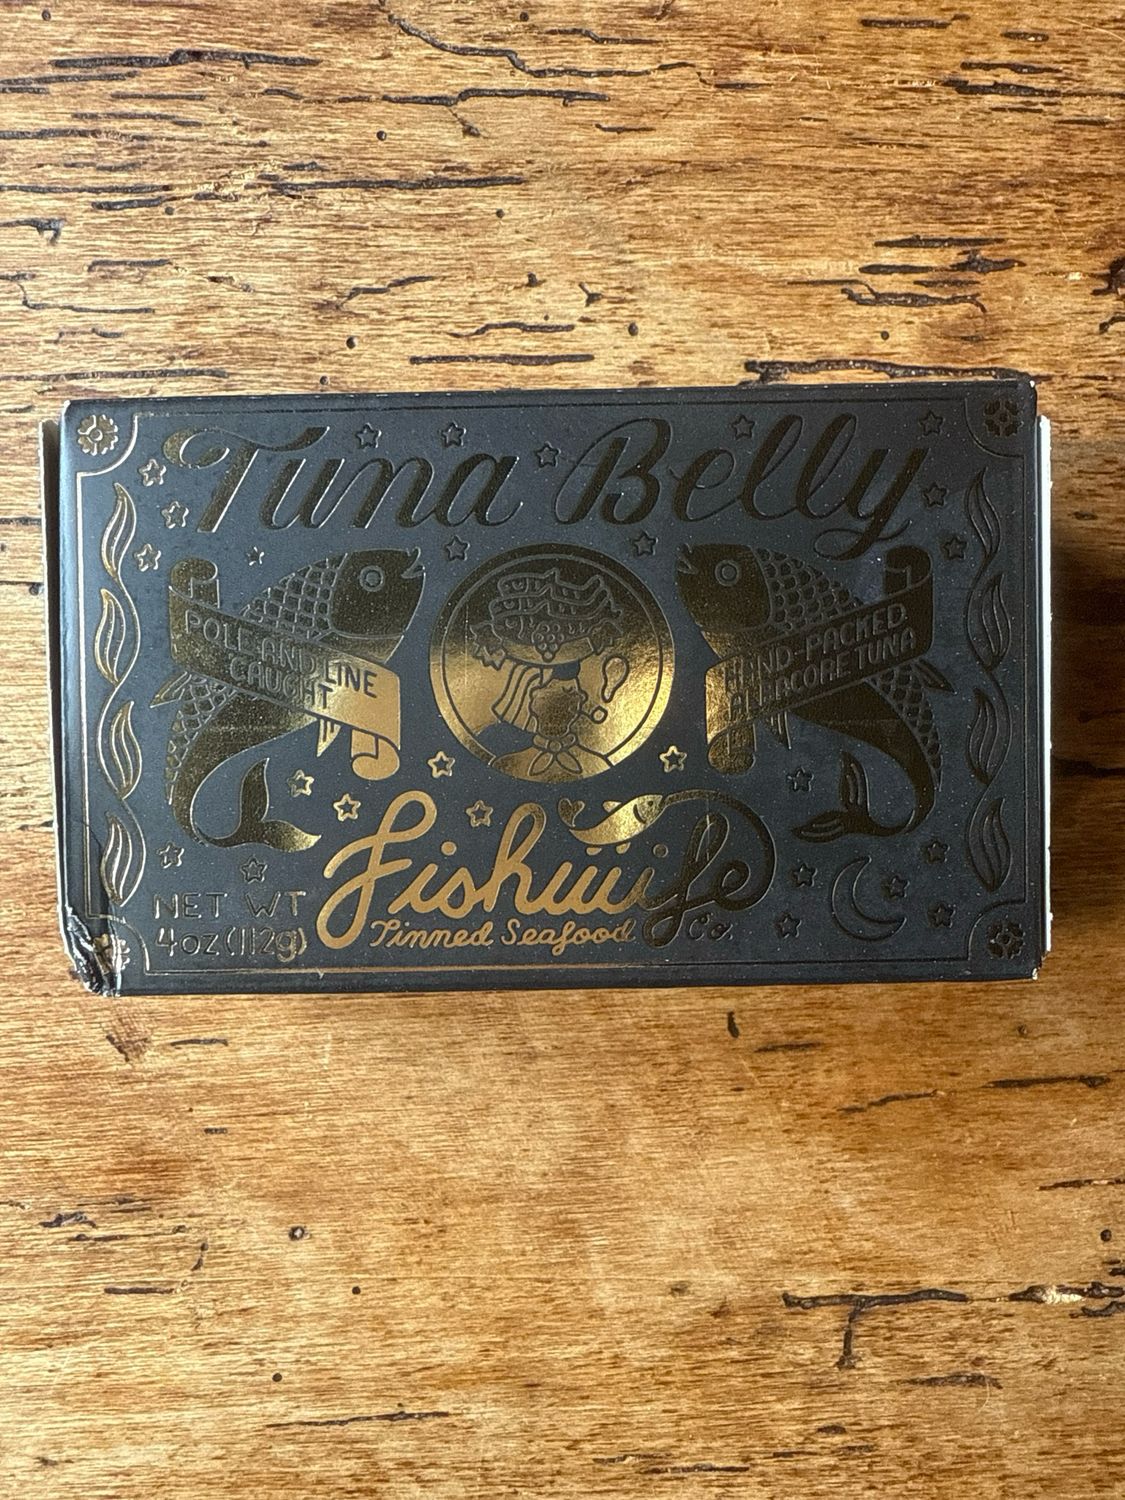 Tuna Belly
POLE-AND-LINE
CAUGHT
HAND-PACKED
ALBACORE TUNA
Fishwife
Tinned Seafood Co.
NET WT
4oz(112g)